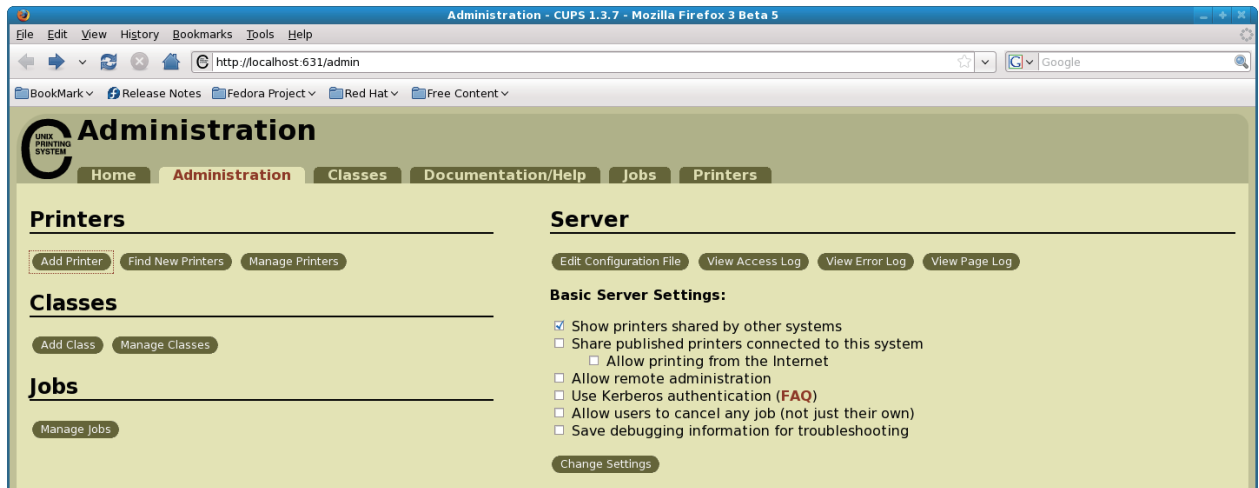 Administration - CUPS 1.3.7 - Mozilla Firefox 3 Beta 5
File Edit View History Bookmarks Tools Help
http://localhost:631/admin
G Google
BookMark Release Notes Fedora Project Red Hat Free Content
UNIX
PRINTING
SYSTEM
Administration
Home Administration Classes Documentation/Help Jobs Printers
Printers
Add Printer Find New Printers Manage Printers
Classes
Add Class Manage Classes
Jobs
Manage Jobs
Server
Edit Configuration File View Access Log View Error Log View Page Log
Basic Server Settings:
Show printers shared by other systems
Share published printers connected to this system
Allow printing from the Internet
Allow remote administration
Use Kerberos authentication (FAQ)
Allow users to cancel any job (not just their own)
Save debugging information for troubleshooting
Change Settings